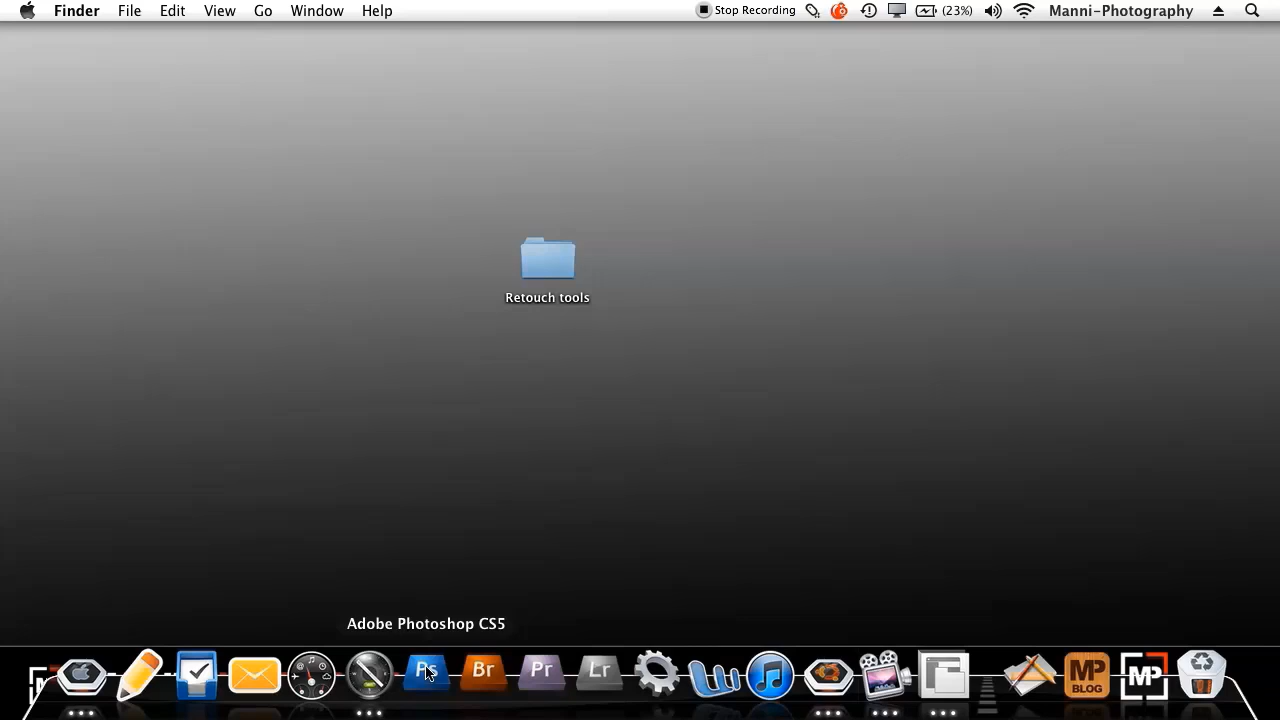 Finder File Edit View Go Window Help Stop Recording (23%) Manni-Photography
Retouch tools
Adobe Photoshop CS5
Ps Br Pr Lr MP MP
BLOG